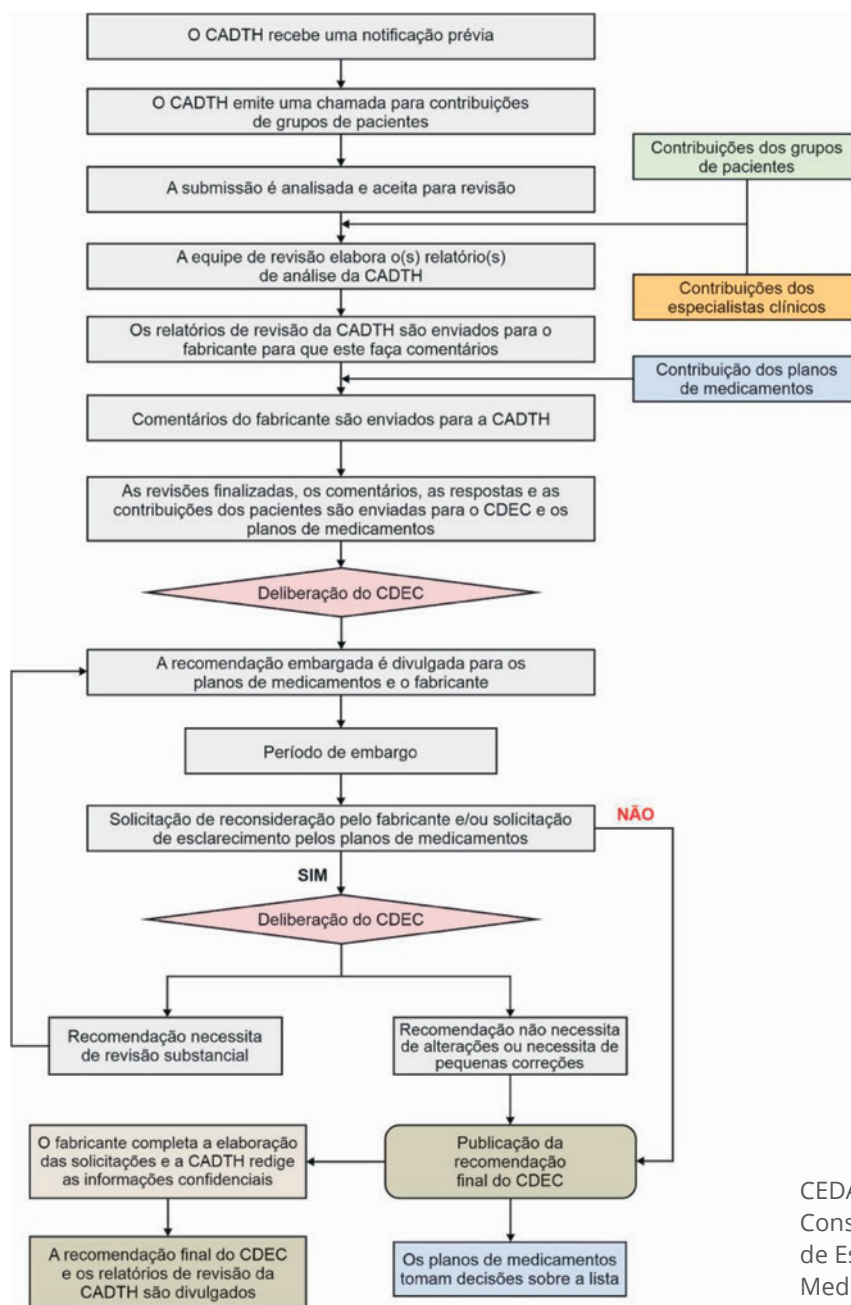 O CADTH recebe uma notificação prévia
O CADTH emite uma chamada para contribuições
de grupos de pacientes
Contribuições dos grupos
de pacientes
A submissão é analisada e aceita para revisão
A equipe de revisão elabora o(s) relatório(s)
de análise da CADTH
Contribuições dos
especialistas clínicos
Os relatórios de revisão da CADTH são enviados para o
fabricante para que este faça comentários
Contribuição dos planos
de medicamentos
Comentários do fabricante são enviados para a CADTH
As revisões finalizadas, os comentários, as respostas e as
contribuições dos pacientes são enviadas para o CDEC e os
planos de medicamentos
Deliberação do CDEC
A recomendação embargada é divulgada para os
planos de medicamentos e o fabricante
Período de embargo
Solicitação de reconsideração pelo fabricante e/ou solicitação
de esclarecimento pelos planos de medicamentos
NÃO
SIM
Deliberação do CDEC
Recomendação necessita
de revisão substancial
Recomendação não necessita
de alterações ou necessita de
pequenas correções
O fabricante completa a elaboração
das solicitações e a CADTH redige
as informações confidenciais
Publicação da
recomendação
final do CDEC
A recomendação final do CDEC
e os relatórios de revisão da
CADTH são divulgados
Os planos de medicamentos
tomam decisões sobre a lista
CEDA
Cons
de Es
Med